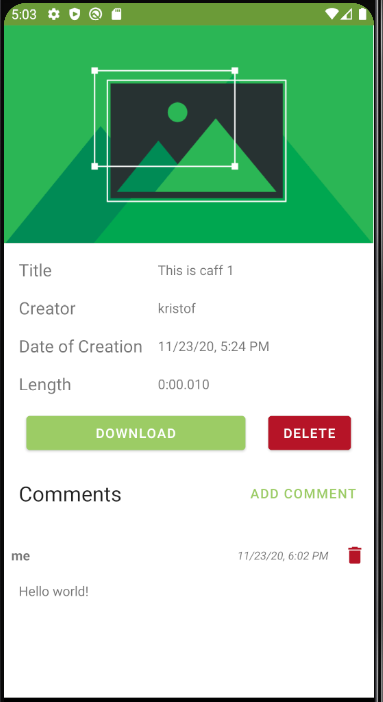 5:03
Title This is caff 1
Creator kristof
Date of Creation 11/23/20, 5:24 PM
Length 0:00.010
DOWNLOAD DELETE
Comments ADD COMMENT
me 11/23/20, 6:02 PM
Hello world!